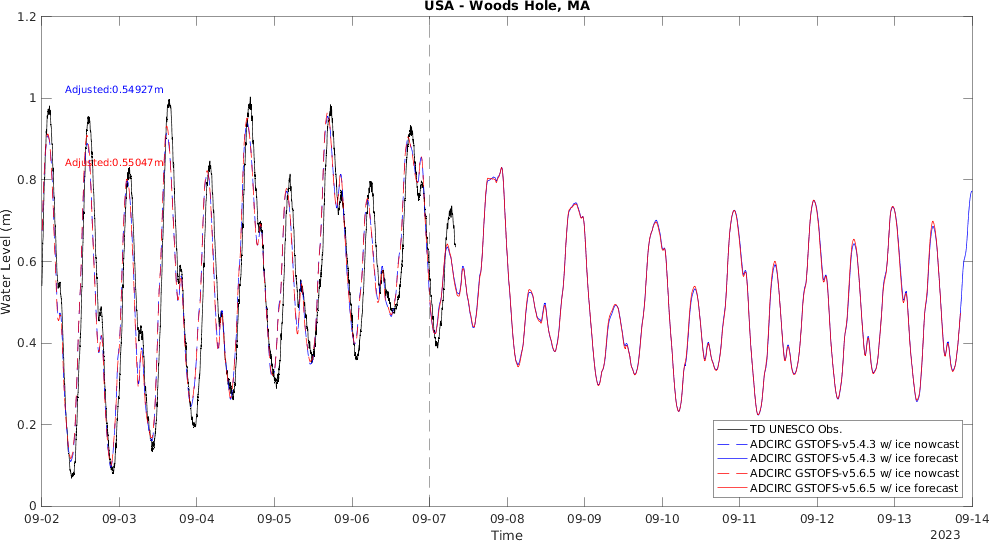 USA - Woods Hole, MA
1.2
1
0.8
0.6
0.4
0.2
0
Water Level (m)
Adjusted:0.54927m
Adjusted:0.55047m
TD UNESCO Obs.
ADCIRC GSTOFS-v5.4.3 w/ ice nowcast
ADCIRC GSTOFS-v5.4.3 w/ ice forecast
ADCIRC GSTOFS-v5.6.5 w/ ice nowcast
ADCIRC GSTOFS-v5.6.5 w/ ice forecast
09-02 09-03 09-04 09-05 09-06 09-07 09-08 09-09 09-10 09-11 09-12 09-13 09-14
Time
2023